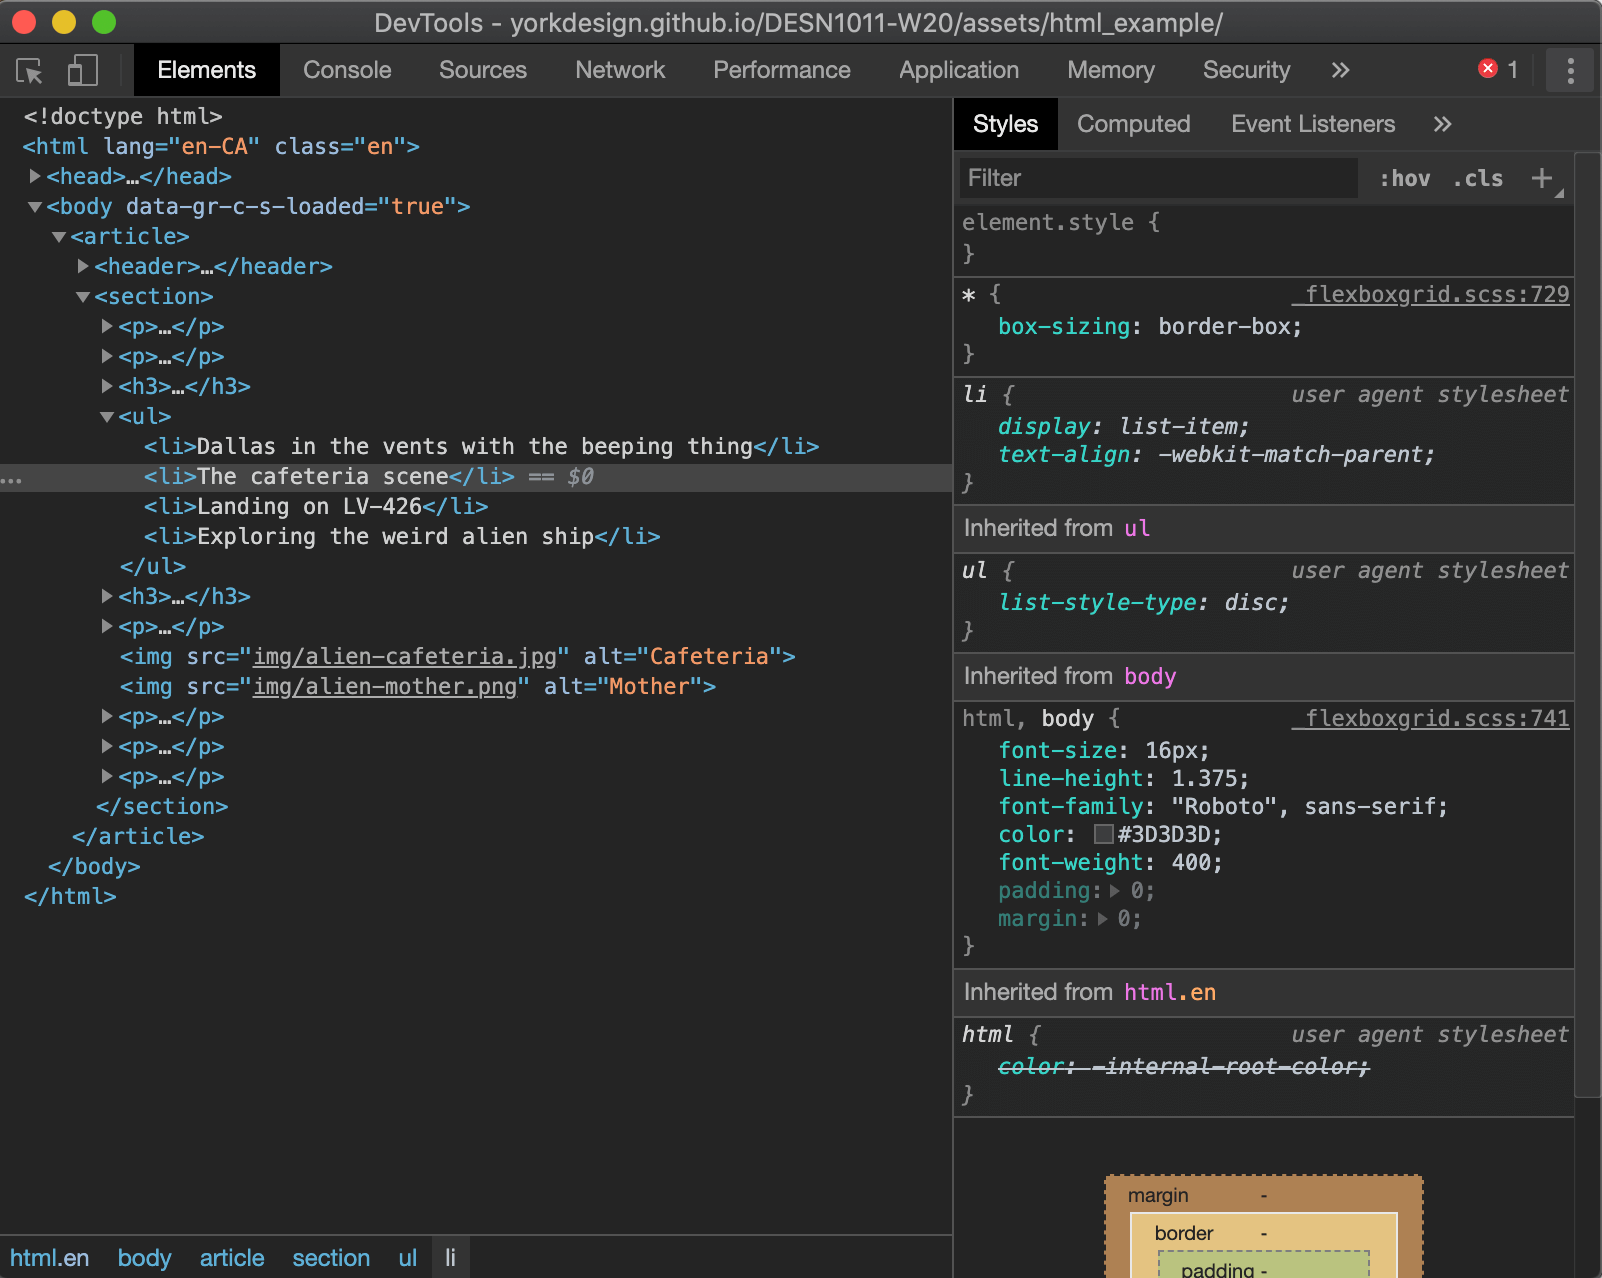 DevTools - yorkdesign.github.io/DESN1011-W20/assets/html_example/
Elements Console Sources Network Performance Application Memory Security » 1
<!doctype html>
<html lang="en-CA" class="en">
<head>…</head>
<body data-gr-c-s-loaded="true">
<article>
<header>…</header>
<section>
<p>…</p>
<p>…</p>
<h3>…</h3>
<ul>
<li>Dallas in the vents with the beeping thing</li>
<li>The cafeteria scene</li> == $0
<li>Landing on LV-426</li>
<li>Exploring the weird alien ship</li>
</ul>
<h3>…</h3>
<p>…</p>
<img src="img/alien-cafeteria.jpg" alt="Cafeteria">
<img src="img/alien-mother.png" alt="Mother">
<p>…</p>
<p>…</p>
<p>…</p>
</section>
</article>
</body>
</html>
html.en body article section ul li
Styles Computed Event Listeners »
Filter :hov .cls +
element.style {
}
* { _flexboxgrid.scss:729
box-sizing: border-box;
}
li { user agent stylesheet
display: list-item;
text-align: -webkit-match-parent;
}
Inherited from ul
ul { user agent stylesheet
list-style-type: disc;
}
Inherited from body
html, body { _flexboxgrid.scss:741
font-size: 16px;
line-height: 1.375;
font-family: "Roboto", sans-serif;
color: #3D3D3D;
font-weight: 400;
padding: 0;
margin: 0;
}
Inherited from html.en
html { user agent stylesheet
color: -internal-root-color;
}
margin -
border -
padding -